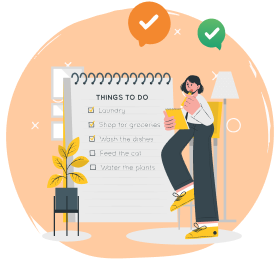 THINGS TO DO
Laundry
Shop for groceries
Wash the dishes
Feed the cat
Water the plants